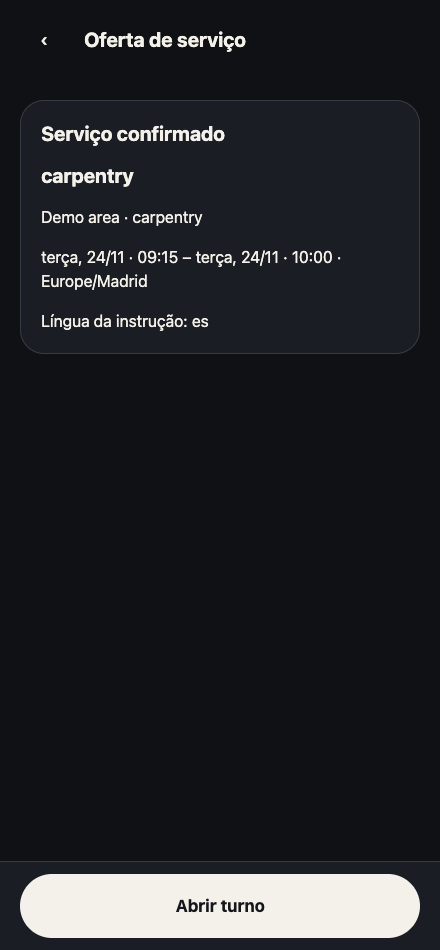 ‹ Oferta de serviço
Serviço confirmado
carpentry
Demo area · carpentry
terça, 24/11 · 09:15 – terça, 24/11 · 10:00 ·
Europe/Madrid
Língua da instrução: es
Abrir turno